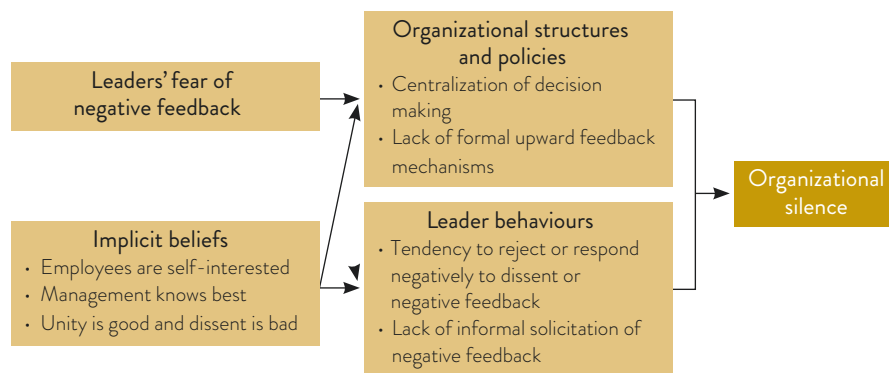 Leaders' fear of
negative feedback
Implicit beliefs
• Employees are self-interested
• Management knows best
• Unity is good and dissent is bad
Organizational structures
and policies
• Centralization of decision
making
• Lack of formal upward feedback
mechanisms
Leader behaviours
• Tendency to reject or respond
negatively to dissent or
negative feedback
• Lack of informal solicitation of
negative feedback
Organizational
silence